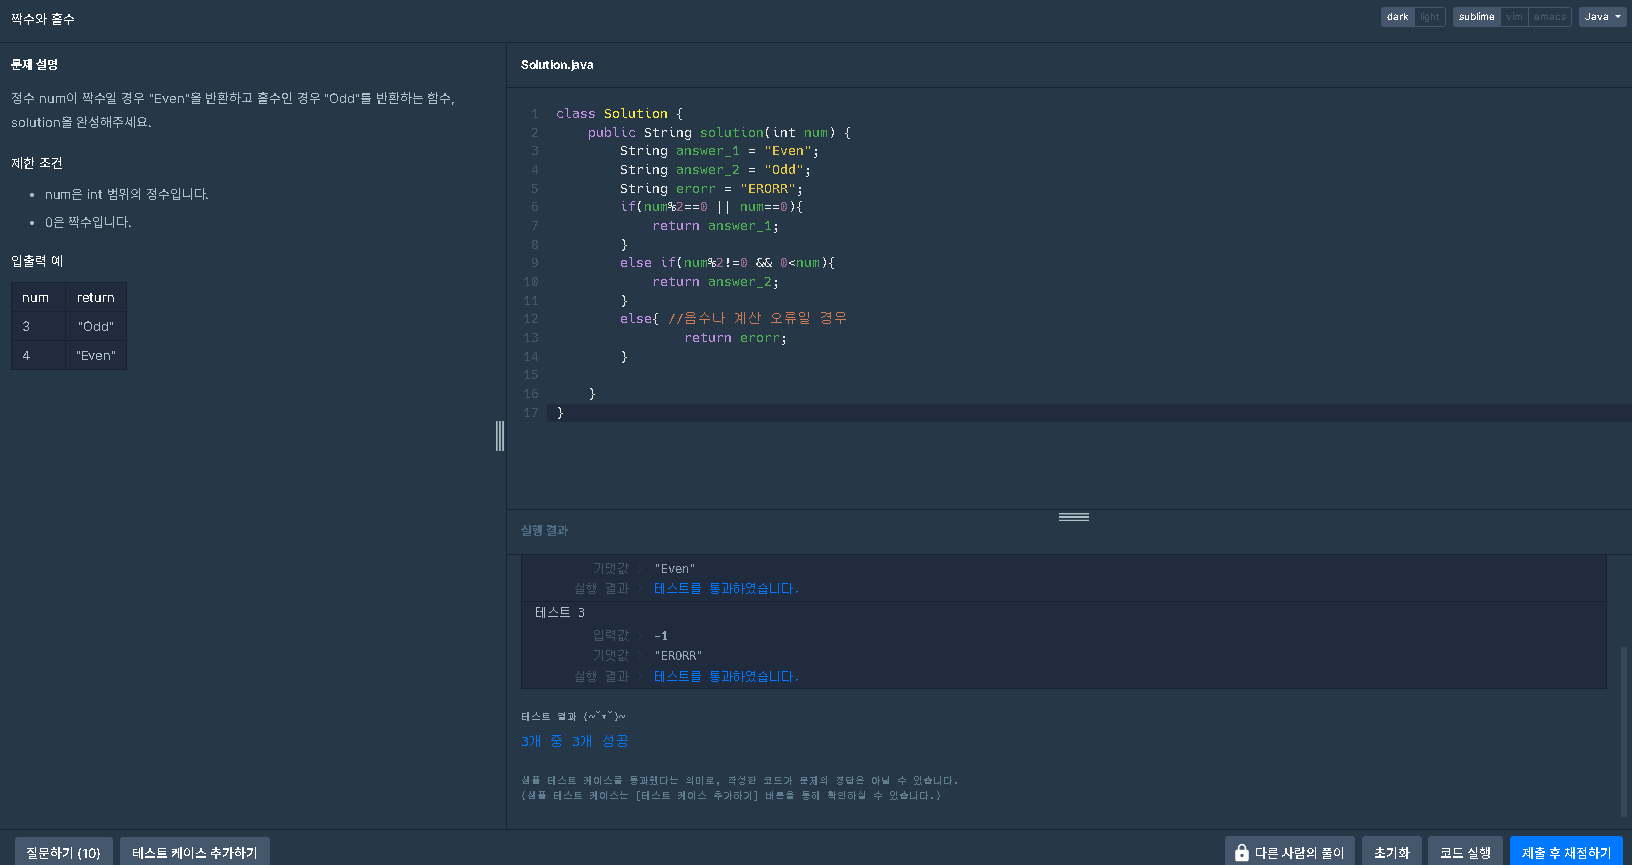 짝수와 홀수
dark light sublime vim emacs Java
문제 설명
정수 num이 짝수일 경우 "Even"을 반환하고 홀수인 경우 "Odd"를 반환하는 함수,
solution을 완성해주세요.
제한 조건
num은 int 범위의 정수입니다.
0은 짝수입니다.
입출력 예
num return
3 "Odd"
4 "Even"
Solution.java
1 class Solution {
2 public String solution(int num) {
3 String answer_1 = "Even";
4 String answer_2 = "Odd";
5 String erorr = "ERORR";
6 if(num%2==0 || num==0){
7 return answer_1;
8 }
9 else if(num%2!=0 && 0<num){
10 return answer_2;
11 }
12 else{ //음수나 계산 오류일 경우
13 return erorr;
14 }
15
16 }
17 }
실행 결과
기댓값 〉 "Even"
실행 결과 〉 테스트를 통과하였습니다.
테스트 3
입력값 〉 -1
기댓값 〉 "ERORR"
실행 결과 〉 테스트를 통과하였습니다.
테스트 결과 (~˘▾˘)~
3개 중 3개 성공
샘플 테스트 케이스를 통과했다는 의미로, 작성한 코드가 문제의 정답은 아닐 수 있습니다.
(샘플 테스트 케이스는 [테스트 케이스 추가하기] 버튼을 통해 확인하실 수 있습니다.)
질문하기 (10) 테스트 케이스 추가하기 다른 사람의 풀이 초기화 코드 실행 제출 후 채점하기